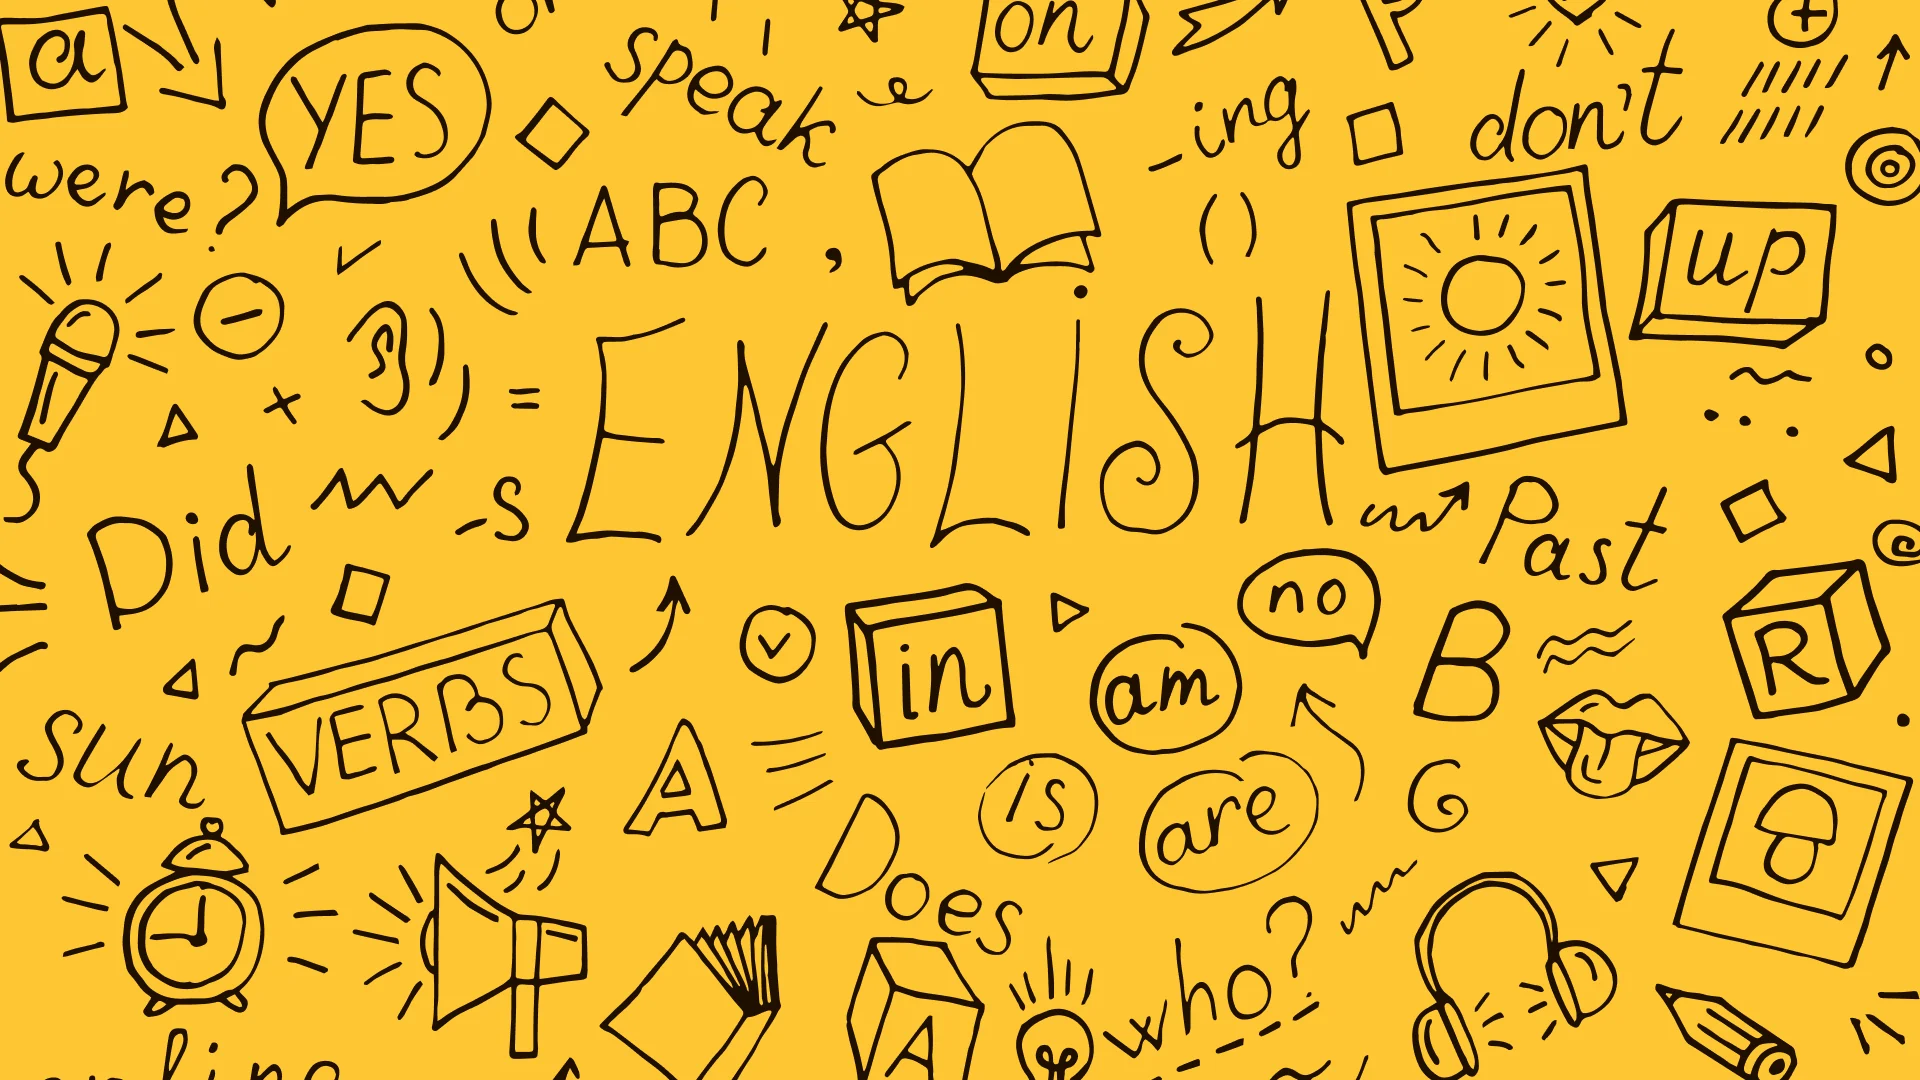 a
YES
speak
on
-ing
don't
were?
ABC,
up
ENGLISH
Did
-s
Past
VERBS
in
no
am
B
R
sun
A
is
are
Does
who?
A